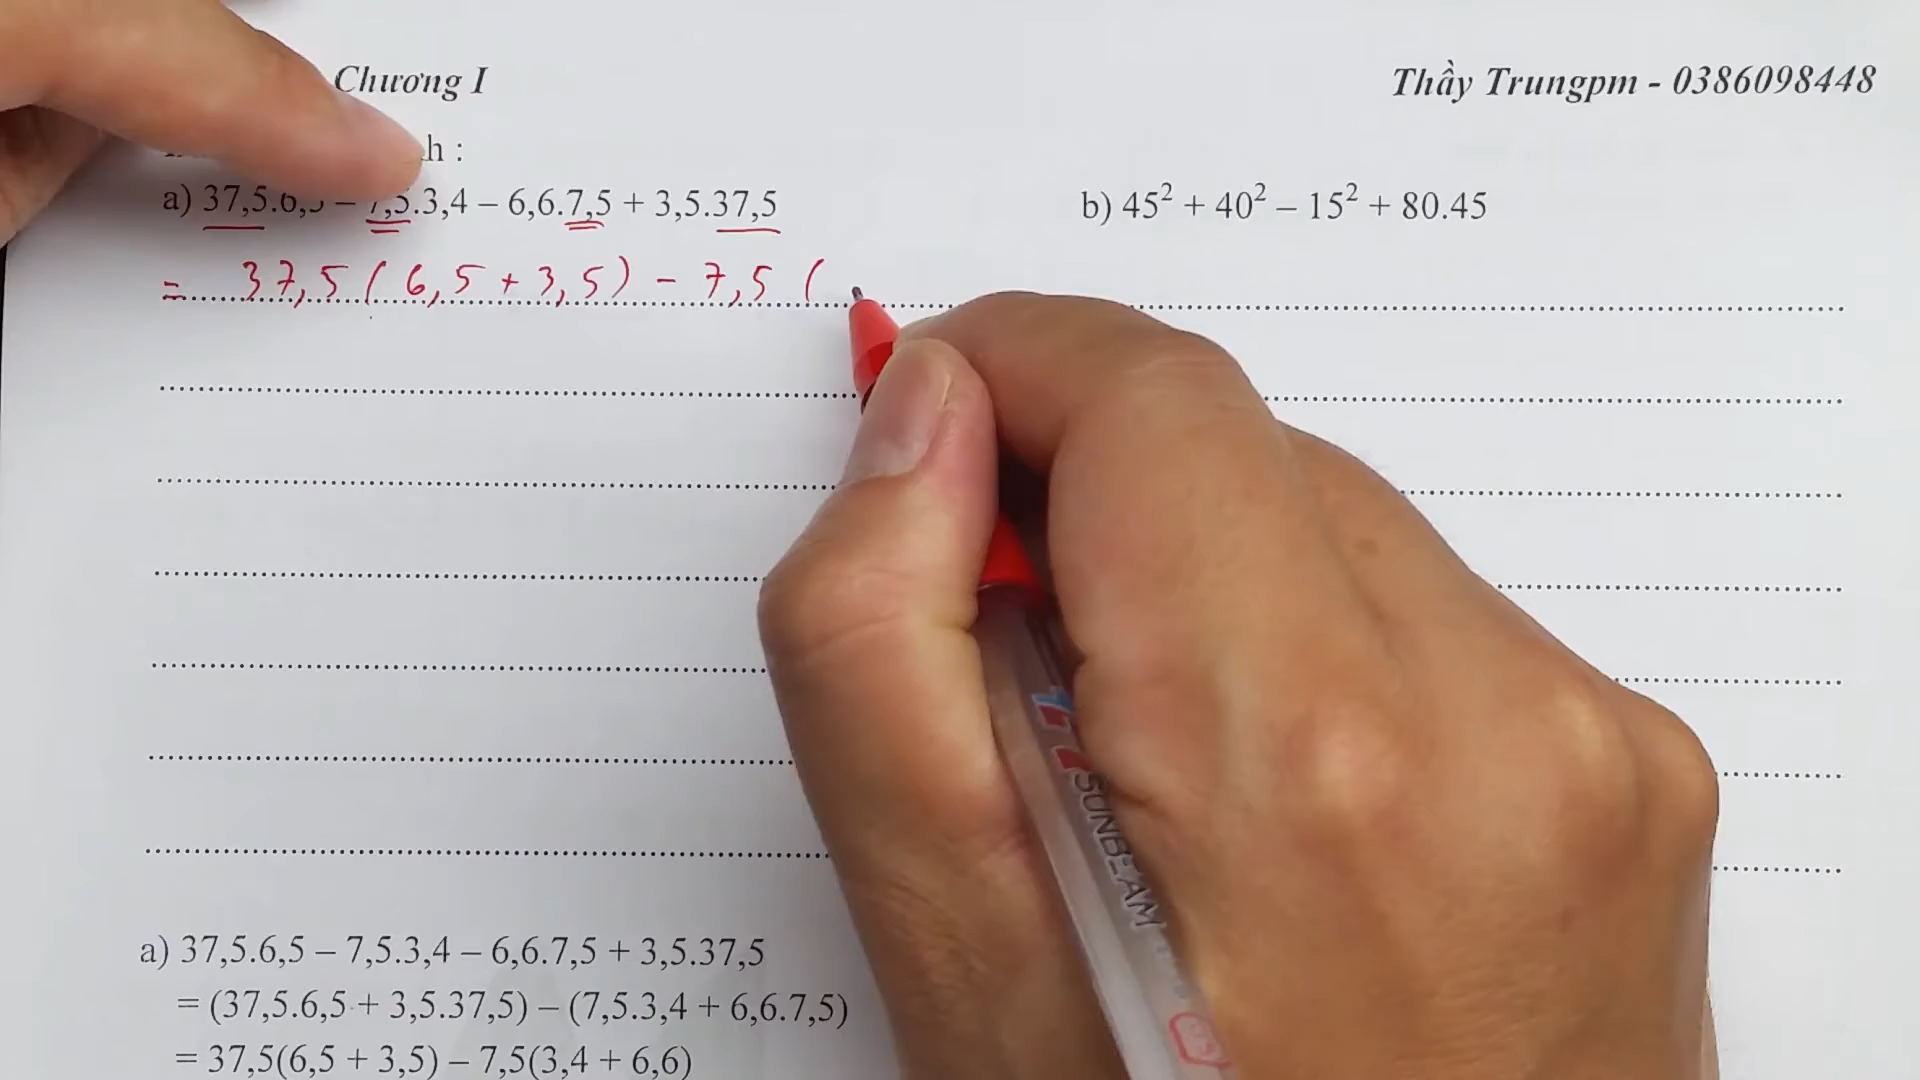 Chương I
Thầy Trungpm - 0386098448
h :
a) 37,5.6,5 – 7,5.3,4 – 6,6.7,5 + 3,5.37,5
b) 45² + 40² – 15² + 80.45
= 37,5 ( 6,5 + 3,5 ) - 7,5 (
SUNBEAM
a) 37,5.6,5 – 7,5.3,4 – 6,6.7,5 + 3,5.37,5
= (37,5.6,5 + 3,5.37,5) – (7,5.3,4 + 6,6.7,5)
= 37,5(6,5 + 3,5) – 7,5(3,4 + 6,6)